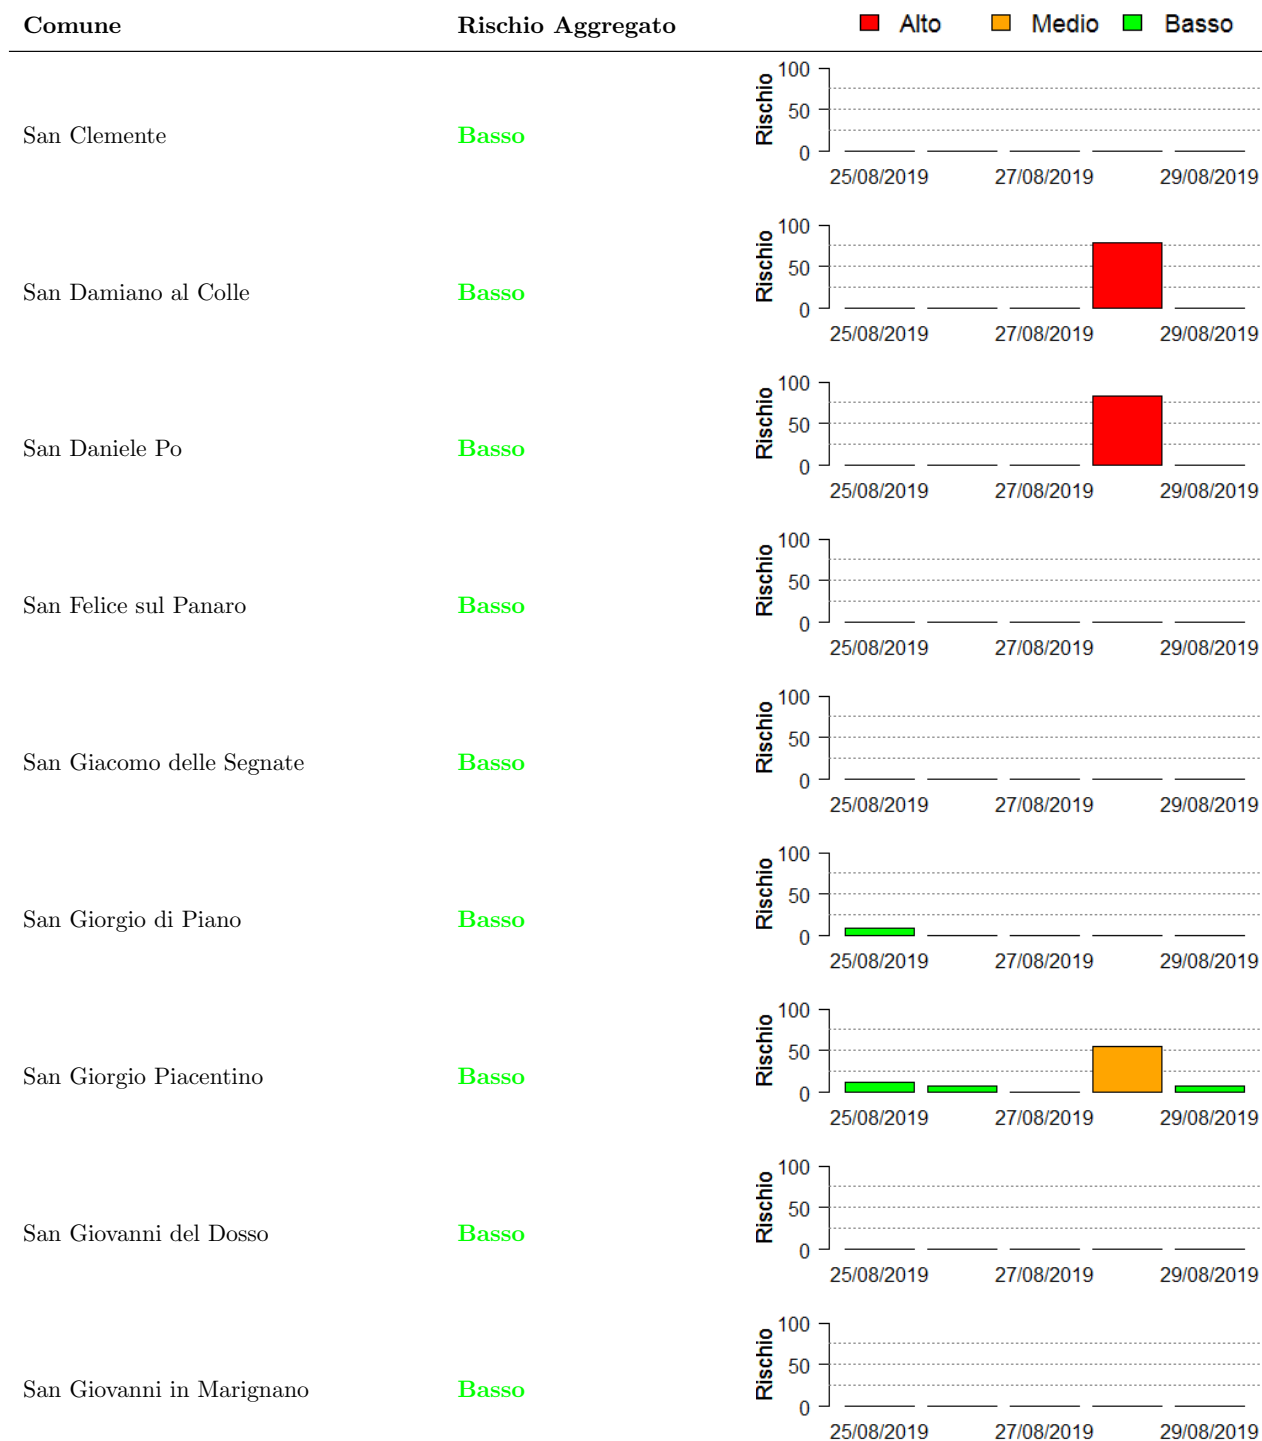 Comune Rischio Aggregato Alto Medio Basso
San Clemente Basso
Rischio
100
50
0
25/08/2019 27/08/2019 29/08/2019
San Damiano al Colle Basso
Rischio
100
50
0
25/08/2019 27/08/2019 29/08/2019
San Daniele Po Basso
Rischio
100
50
0
25/08/2019 27/08/2019 29/08/2019
San Felice sul Panaro Basso
Rischio
100
50
0
25/08/2019 27/08/2019 29/08/2019
San Giacomo delle Segnate Basso
Rischio
100
50
0
25/08/2019 27/08/2019 29/08/2019
San Giorgio di Piano Basso
Rischio
100
50
0
25/08/2019 27/08/2019 29/08/2019
San Giorgio Piacentino Basso
Rischio
100
50
0
25/08/2019 27/08/2019 29/08/2019
San Giovanni del Dosso Basso
Rischio
100
50
0
25/08/2019 27/08/2019 29/08/2019
San Giovanni in Marignano Basso
Rischio
100
50
0
25/08/2019 27/08/2019 29/08/2019